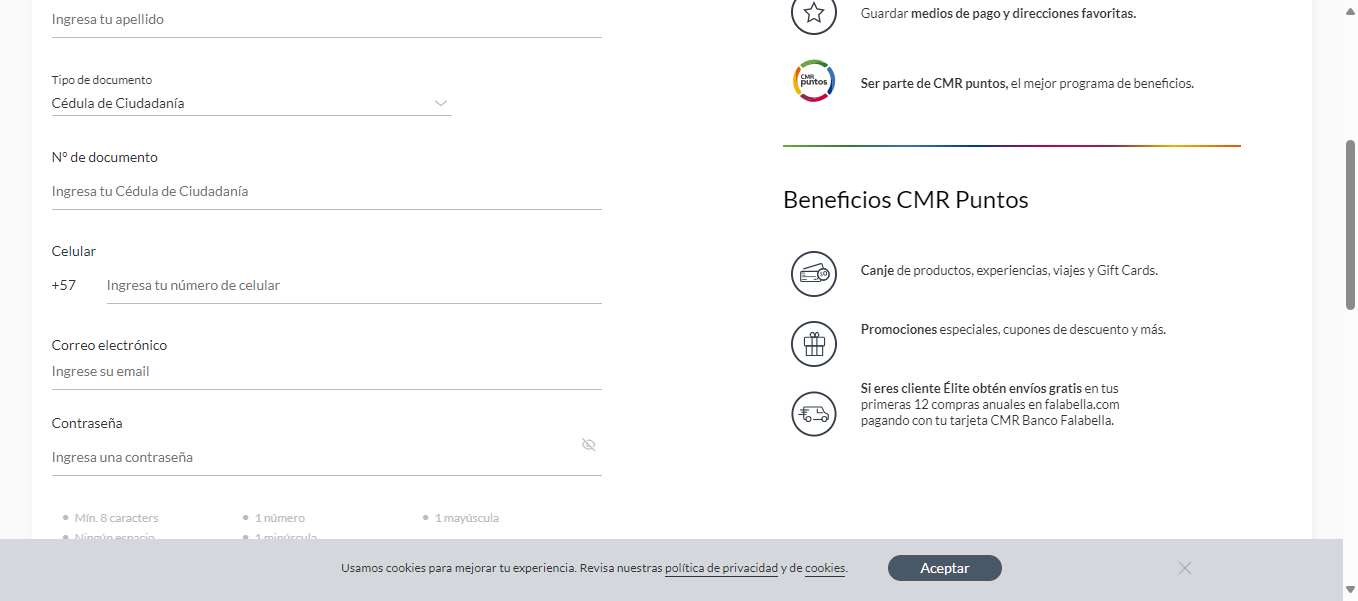 Ingresa tu apellido
Tipo de documento
Cédula de Ciudadanía
N° de documento
Ingresa tu Cédula de Ciudadanía
Celular
+57 Ingresa tu número de celular
Correo electrónico
Ingrese su email
Contraseña
Ingresa una contraseña
Mín. 8 caracters
1 número
1 mayúscula
Ningún espacio
1 minúscula
Guardar medios de pago y direcciones favoritas.
CMR
puntos
Ser parte de CMR puntos, el mejor programa de beneficios.
Beneficios CMR Puntos
Canje de productos, experiencias, viajes y Gift Cards.
Promociones especiales, cupones de descuento y más.
Si eres cliente Élite obtén envíos gratis en tus
primeras 12 compras anuales en falabella.com
pagando con tu tarjeta CMR Banco Falabella.
Usamos cookies para mejorar tu experiencia. Revisa nuestras política de privacidad y de cookies.
Aceptar